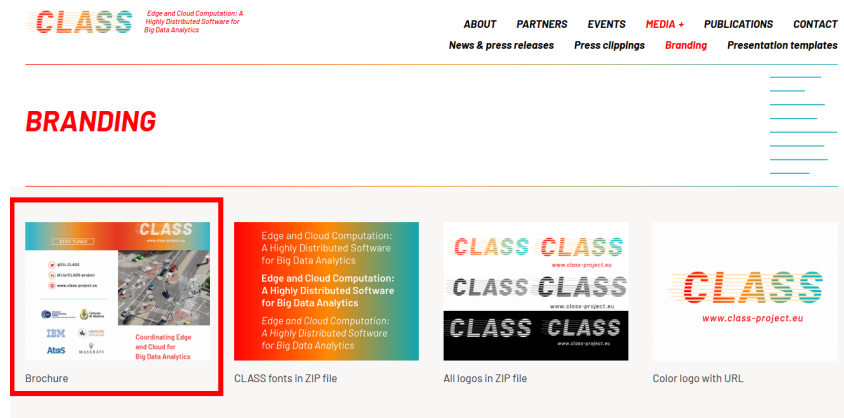 CLASS
Edge and Cloud Computation: A
Highly Distributed Software for
Big Data Analytics
ABOUT PARTNERS EVENTS MEDIA + PUBLICATIONS CONTACT
News & press releases Press clippings Branding Presentation templates
BRANDING
CLASS
www.class-project.eu
STAY TUNED
@EU_CLASS
bit.ly/CLASS-project
www.class-project.eu
Comune
di Modena
IBM
Atos
MASERATI
Coordinating Edge
and Cloud for
Big Data Analytics
Brochure
Edge and Cloud Computation:
A Highly Distributed Software
for Big Data Analytics
Edge and Cloud Computation:
A Highly Distributed Software
for Big Data Analytics
Edge and Cloud Computation:
A Highly Distributed Software
for Big Data Analytics
CLASS fonts in ZIP file
CLASS CLASS
www.class-project.eu
CLASS CLASS
www.class-project.eu
CLASS CLASS
www.class-project.eu
All logos in ZIP file
CLASS
www.class-project.eu
Color logo with URL